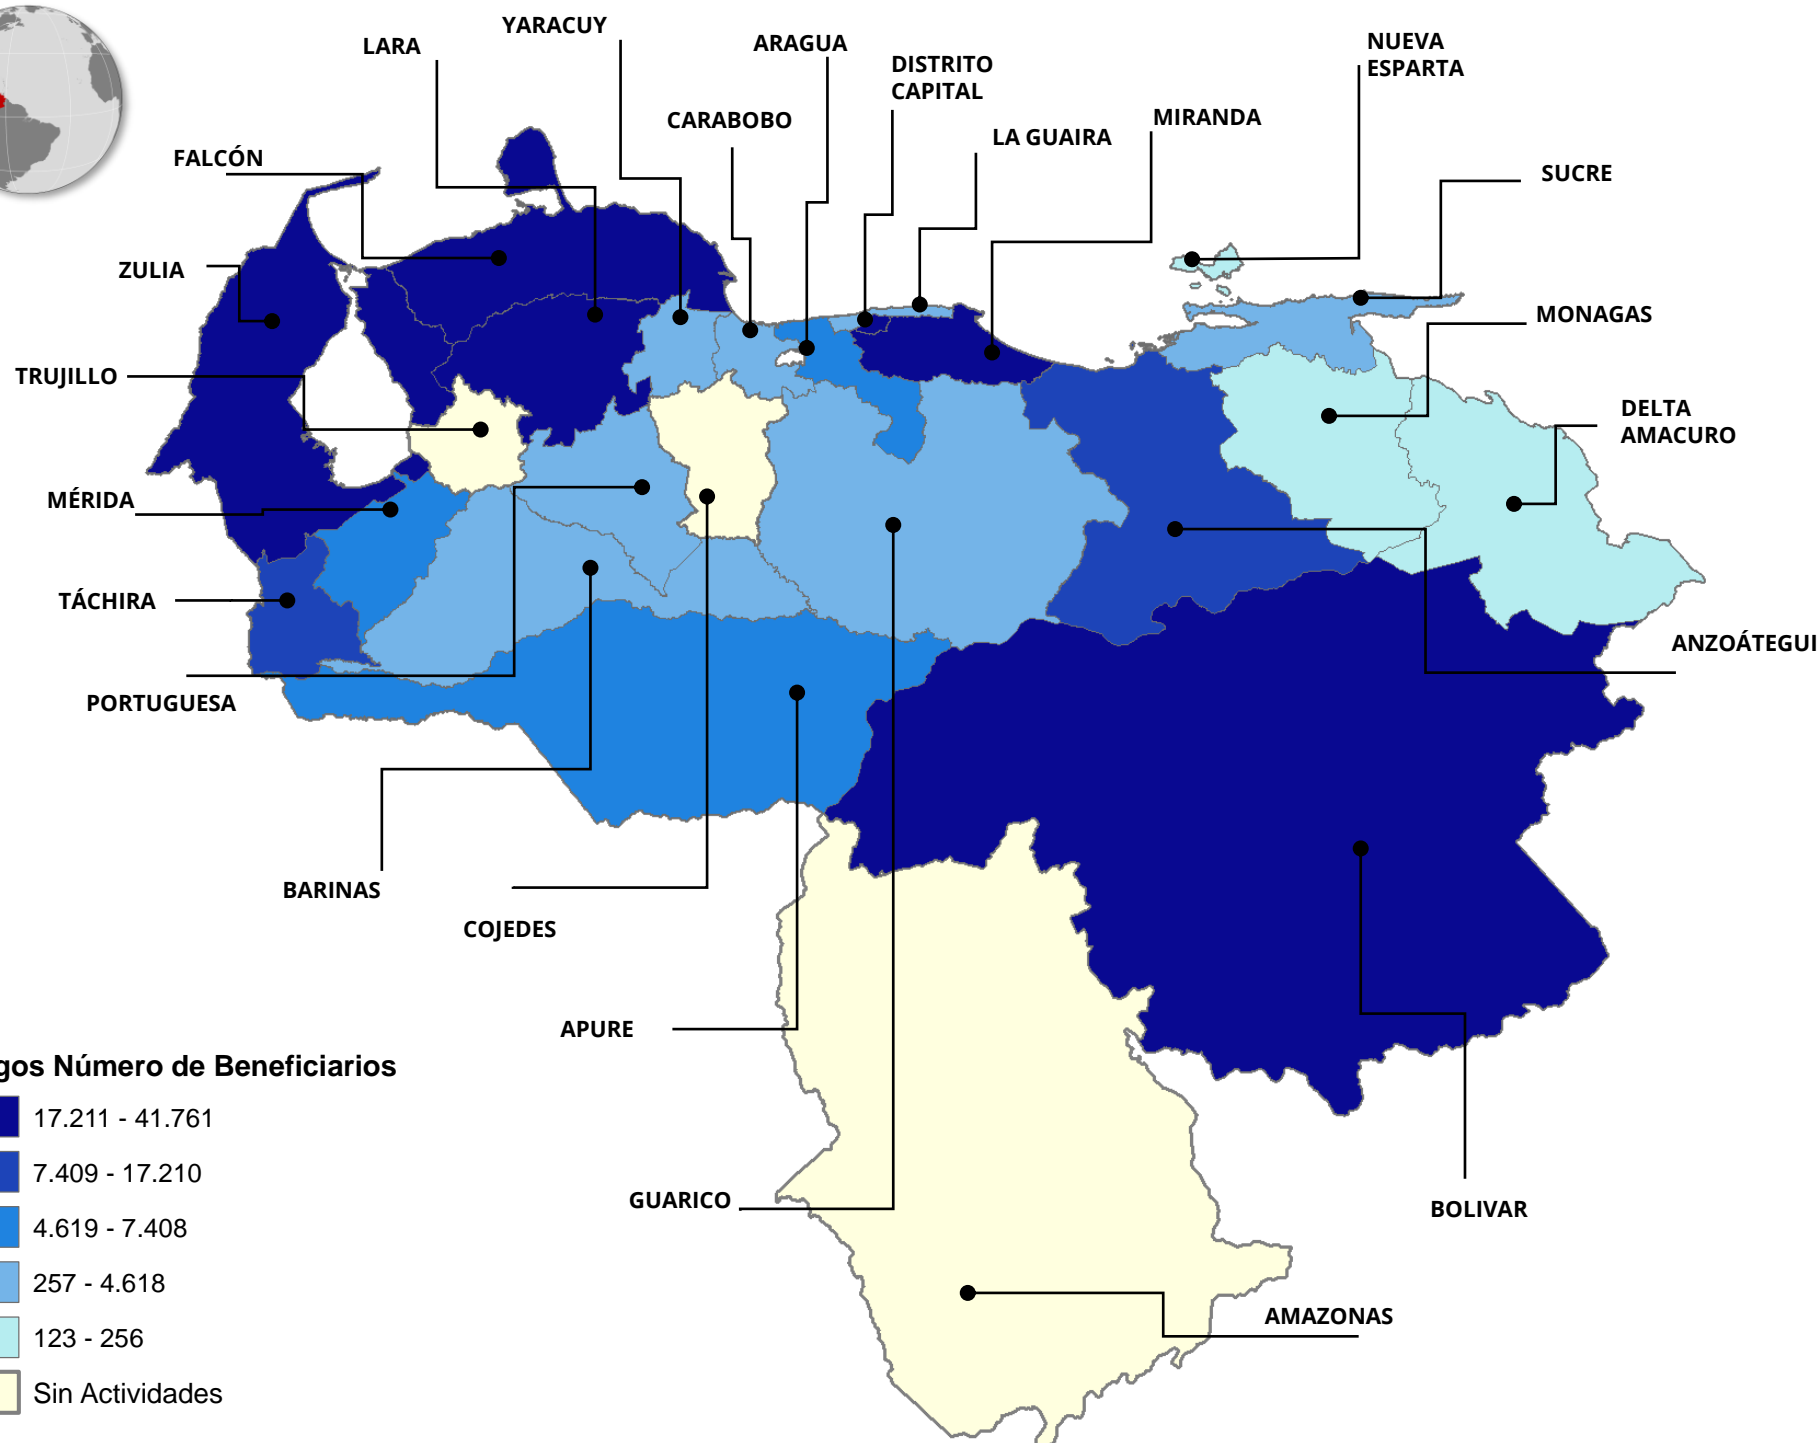 YARACUY
NUEVA
ESPARTA
LARA
ARAGUA
DISTRITO
CAPITAL
CARABOBO
MIRANDA
LA GUAIRA
FALCÓN
SUCRE
ZULIA
MONAGAS
TRUJILLO
DELTA
AMACURO
MÉRIDA
TÁCHIRA
ANZOÁTEGUI
PORTUGUESA
BARINAS
COJEDES
APURE
GUARICO
BOLIVAR
AMAZONAS
gos Número de Beneficiarios
17.211 - 41.761
7.409 - 17.210
4.619 - 7.408
257 - 4.618
123 - 256
Sin Actividades